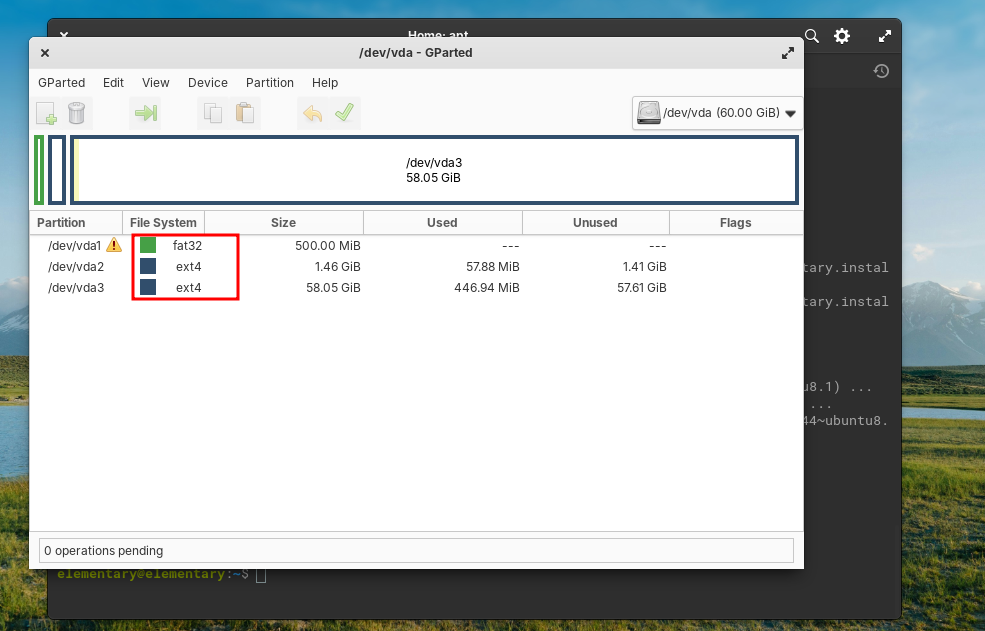 Home: apt
/dev/vda - GParted
GParted Edit View Device Partition Help
/dev/vda (60.00 GiB)
/dev/vda3
58.05 GiB
Partition File System Size Used Unused Flags
/dev/vda1 fat32 500.00 MiB --- ---
/dev/vda2 ext4 1.46 GiB 57.88 MiB 1.41 GiB
/dev/vda3 ext4 58.05 GiB 446.94 MiB 57.61 GiB
tary.instal
tary.instal
u8.1) ...
...
44~ubuntu8.
0 operations pending
elementary@elementary:~$